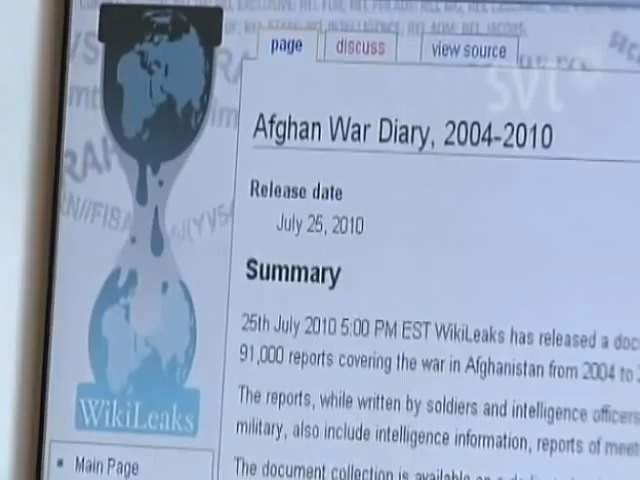 page discuss view source
svt
Afghan War Diary, 2004-2010
Release date
July 25, 2010
Summary
25th July 2010 5:00 PM EST WikiLeaks has released a doc
91,000 reports covering the war in Afghanistan from 2004 to
The reports, while written by soldiers and intelligence officers
military, also include intelligence information, reports of meet
The document collection is available on a
WikiLeaks
Main Page